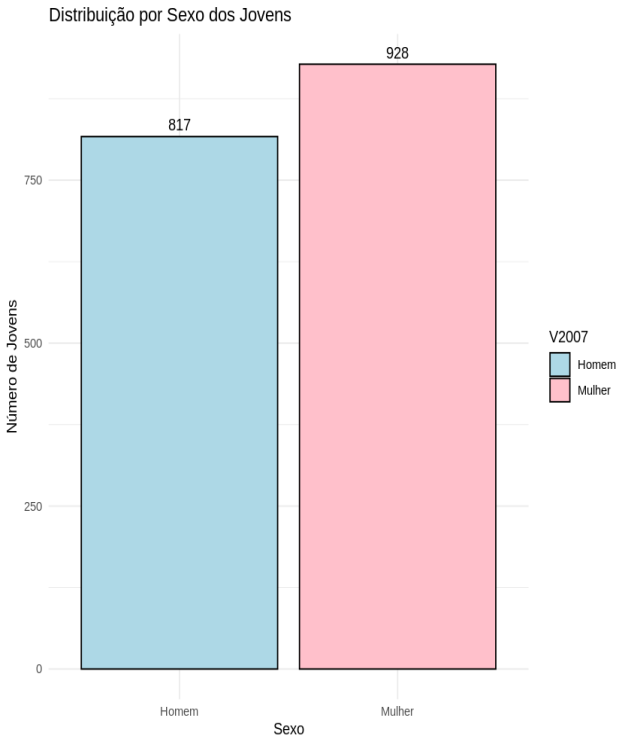 Distribuição por Sexo dos Jovens
928
817
750
500
250
0
Número de Jovens
Homem
Mulher
Sexo
V2007
Homem
Mulher